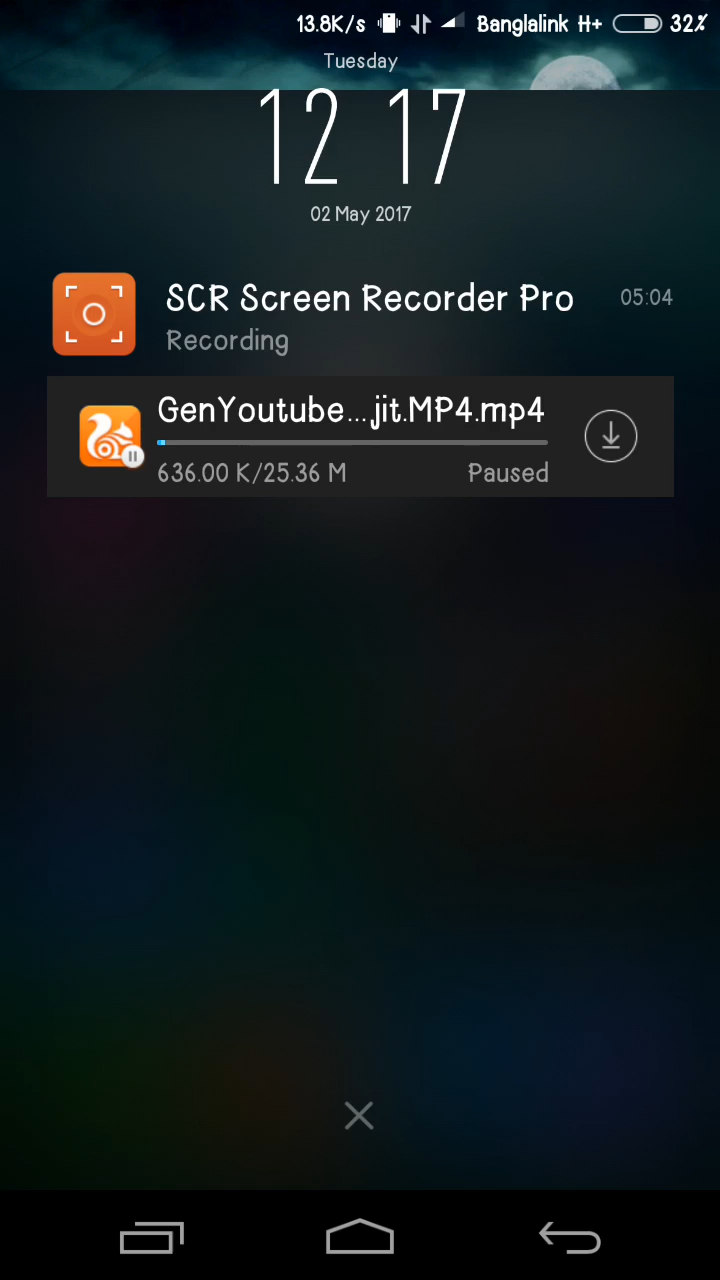 13.8K/s Banglalink H+ 32%
Tuesday
12 17
02 May 2017
SCR Screen Recorder Pro 05:04
Recording
GenYoutube...jit.MP4.mp4
636.00 K/25.36 M Paused